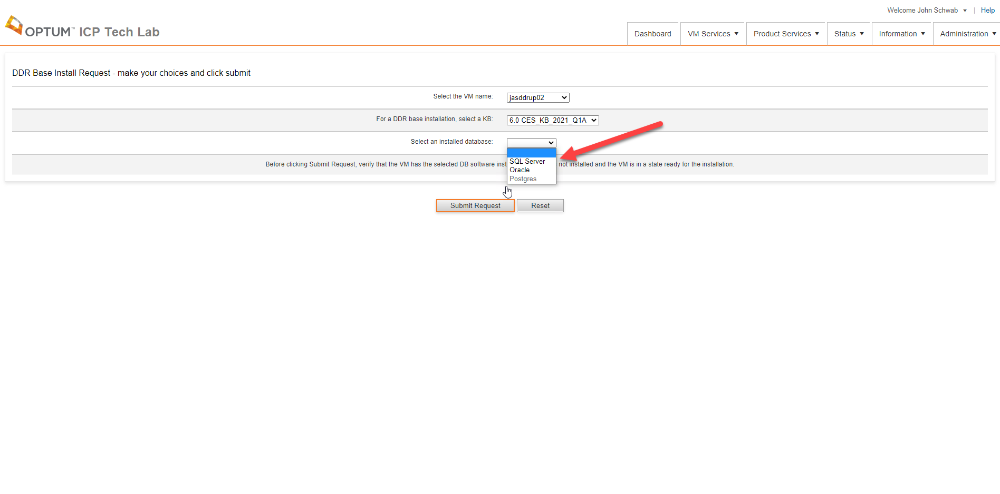 Welcome John Schwab ▼ | Help
OPTUM™ ICP Tech Lab
Dashboard
VM Services ▼
Product Services ▼
Status ▼
Information ▼
Administration ▼
DDR Base Install Request - make your choices and click submit
Select the VM name: jasddrup02
For a DDR base installation, select a KB: 6.0 CES_KB_2021_Q1A
Select an installed database:
SQL Server
Oracle
Postgres
Before clicking Submit Request, verify that the VM has the selected DB software inst not installed and the VM is in a state ready for the installation.
Submit Request
Reset